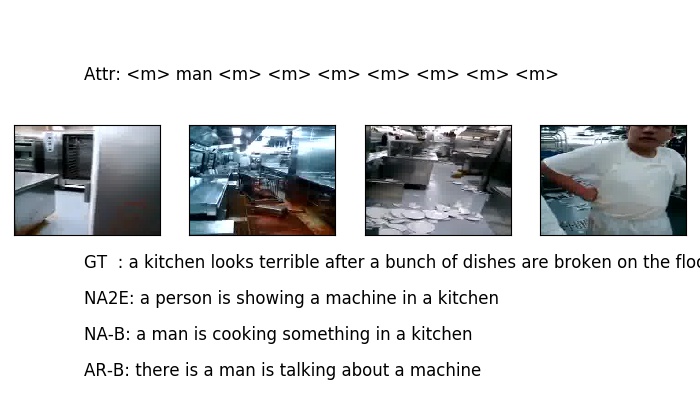 Attr: <m> man <m> <m> <m> <m> <m> <m> <m>
GT  : a kitchen looks terrible after a bunch of dishes are broken on the
NA2E: a person is showing a machine in a kitchen
NA-B: a man is cooking something in a kitchen
AR-B: there is a man is talking about a machine